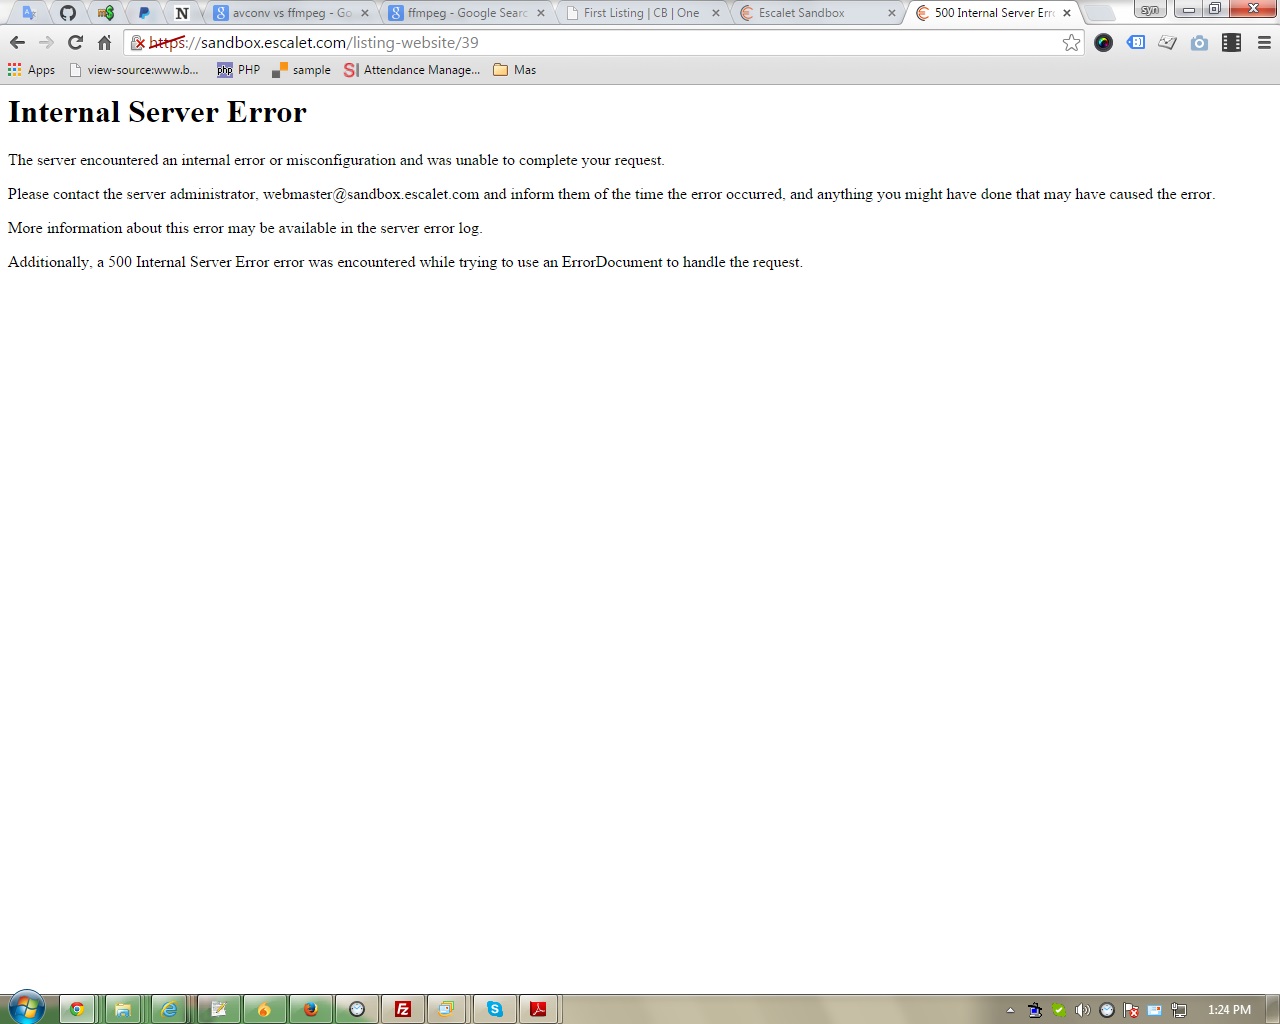 avconv vs ffmpeg - Go
ffmpeg - Google Searc
First Listing | CB | One
Escalet Sandbox
500 Internal Server Err
syn
https://sandbox.escalet.com/listing-website/39
Apps
view-source:www.b...
php PHP
sample
Attendance Manage...
Mas
Internal Server Error
The server encountered an internal error or misconfiguration and was unable to complete your request.
Please contact the server administrator, webmaster@sandbox.escalet.com and inform them of the time the error occurred, and anything you might have done that may have caused the error.
More information about this error may be available in the server error log.
Additionally, a 500 Internal Server Error error was encountered while trying to use an ErrorDocument to handle the request.
1:24 PM